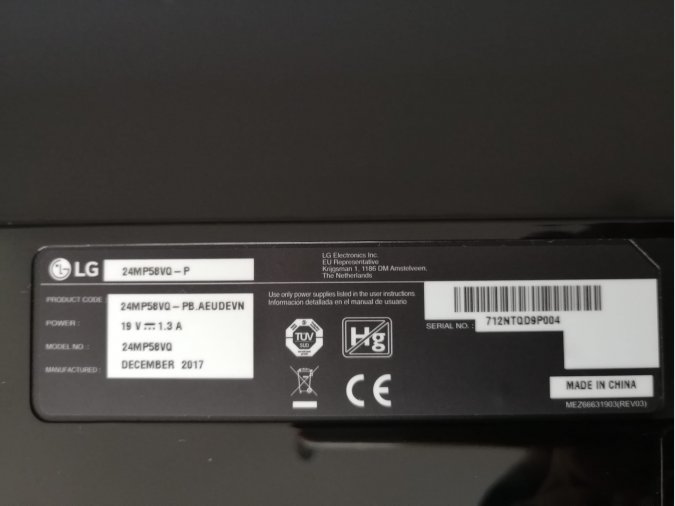 LG 24MP58VQ - P
LG Electronics Inc.
EU Representative
Krijgsman 1, 1186 DM Amstelveen,
The Netherlands
PRODUCT CODE 24MP58VQ - PB.AEUDEVN
POWER : 19 V 1.3 A
MODEL NO : 24MP58VQ
MANUFACTURED : DECEMBER 2017
Use only power supplies listed in the user instructions
Información detallada en el manual de usuario
TÜV
SÜD
Hg
CE
SERIAL NO. : 712NTQD9P004
MADE IN CHINA
MEZ66631903(REV03)